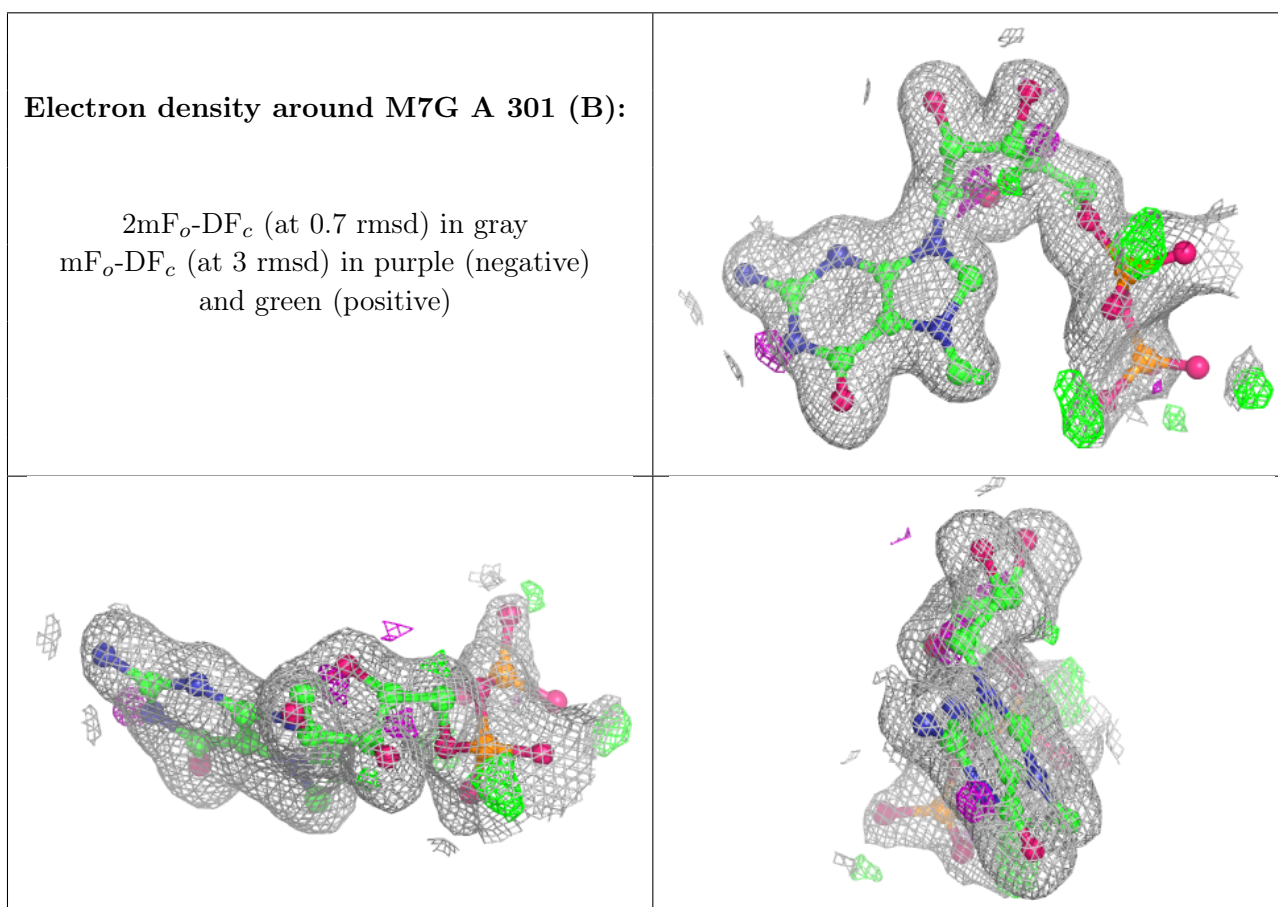 Electron density around M7G A 301 (B):
2mFo-DFc (at 0.7 rmsd) in gray
mFo-DFc (at 3 rmsd) in purple (negative)
and green (positive)